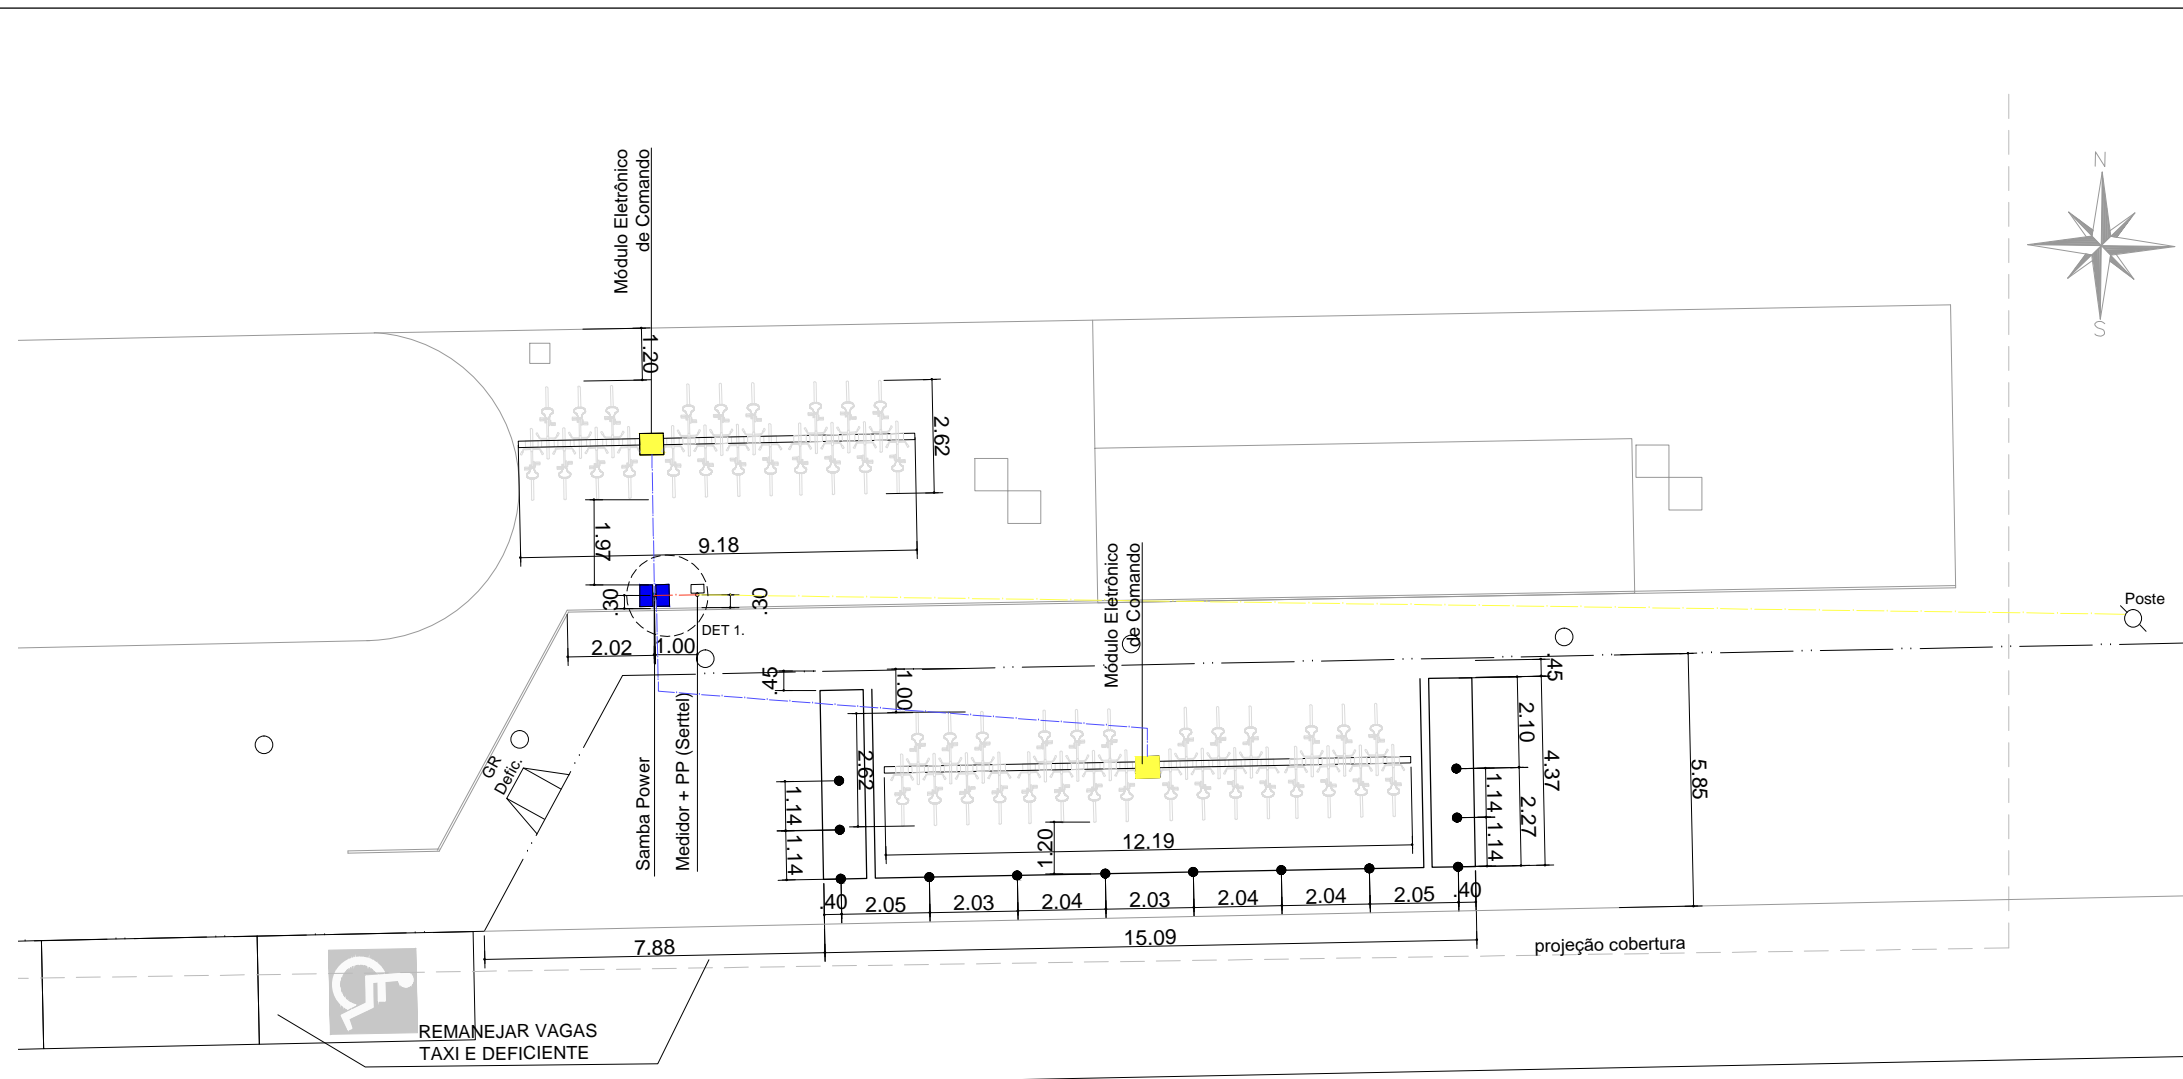 N
S
Módulo Eletrônico
de Comando
1.20
2.62
1.97
9.18
.30
.30
DET 1.
2.02
1.00
Módulo Eletrônico
de Comando
Poste
.45
1.00
.45
2.10
4.37
5.85
GR
Defic.
Samba Power
Medidor + PP (Serttel)
2.62
1.14
1.14
1.20
12.19
1.14
1.14
2.27
.40
2.05
2.03
2.04
2.03
2.04
2.04
2.05
.40
7.88
15.09
projeção cobertura
REMANEJAR VAGAS
TAXI E DEFICIENTE